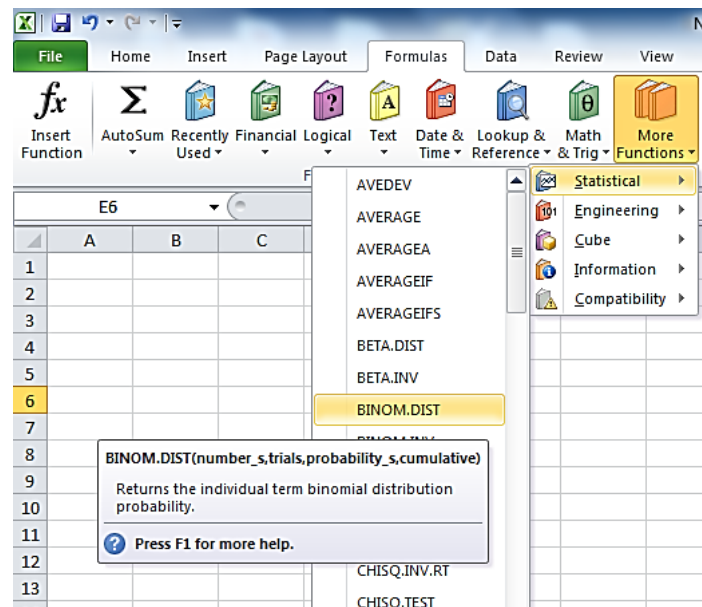 N
File Home Insert Page Layout Formulas Data Review View
fx Σ ? A θ
Insert Function
AutoSum
Recently Used
Financial
Logical
Text
Date & Time
Lookup & Reference
Math & Trig
More Functions
F
E6
AVEDEV
AVERAGE
AVERAGEA
AVERAGEIF
AVERAGEIFS
BETA.DIST
BETA.INV
BINOM.DIST
Statistical
Engineering
Cube
Information
Compatibility
A B C
1
2
3
4
5
6
7
8
9
10
11
12
13
BINOM.DIST(number_s,trials,probability_s,cumulative)
Returns the individual term binomial distribution
probability.
Press F1 for more help.
CHISQ.INV.RT
CHISQ.TEST